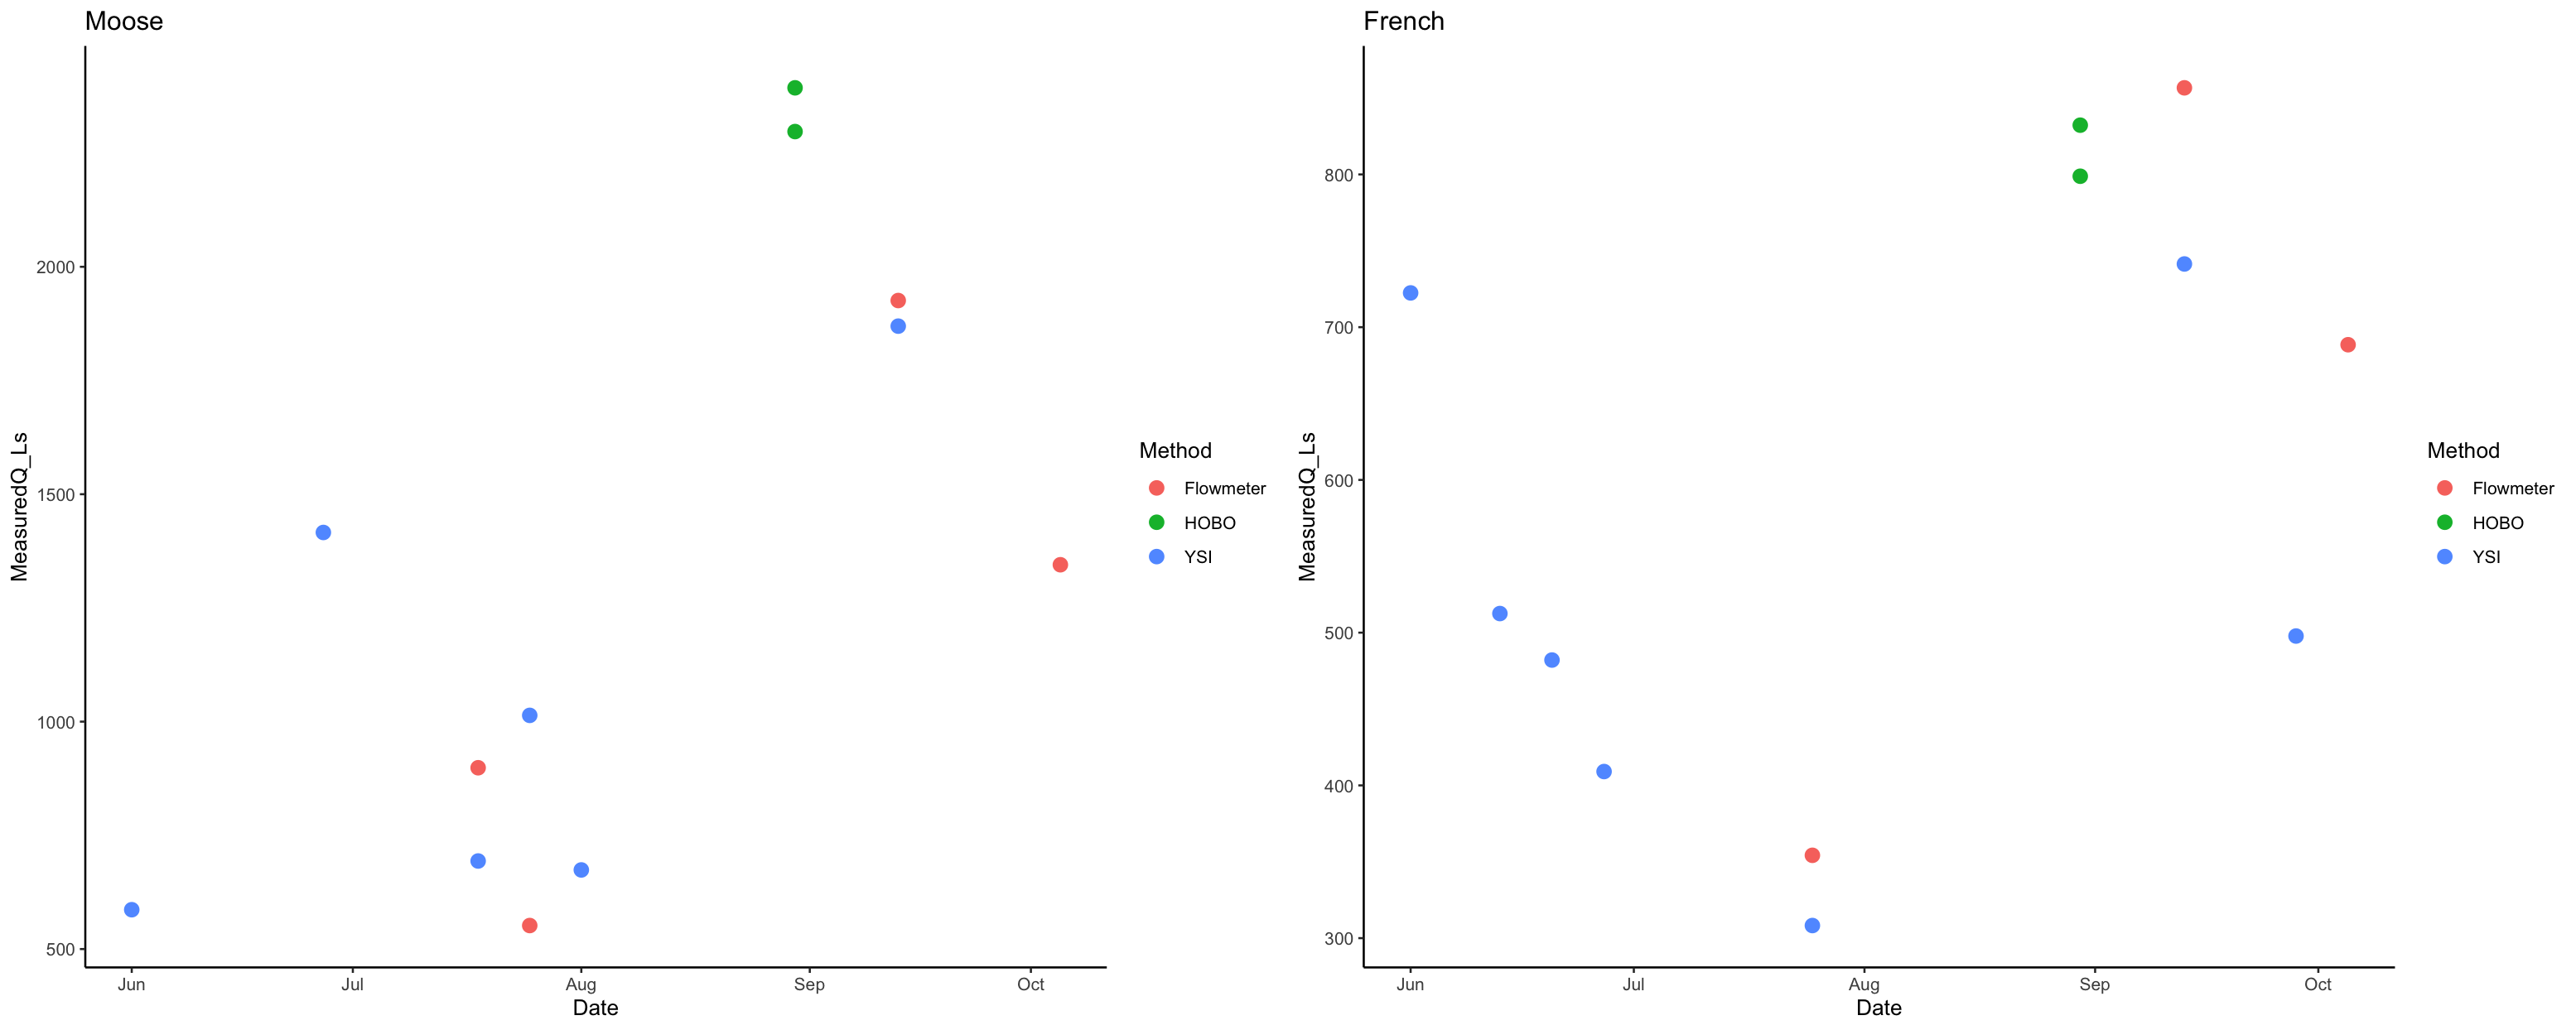 Moose
MeasuredQ_Ls
2000
1500
1000
500
Jun
Jul
Aug
Sep
Oct
Date
Method
Flowmeter
HOBO
YSI
French
MeasuredQ_Ls
800
700
600
500
400
300
Jun
Jul
Aug
Sep
Oct
Date
Method
Flowmeter
HOBO
YSI